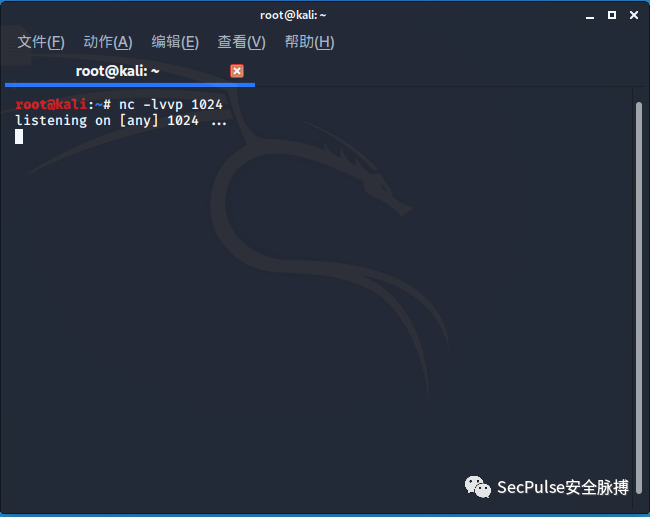 root@kali: ~
文件(F) 动作(A) 编辑(E) 查看(V) 帮助(H)
root@kali: ~
root@kali:~# nc -lvvp 1024
listening on [any] 1024 ...
SecPulse安全脉搏